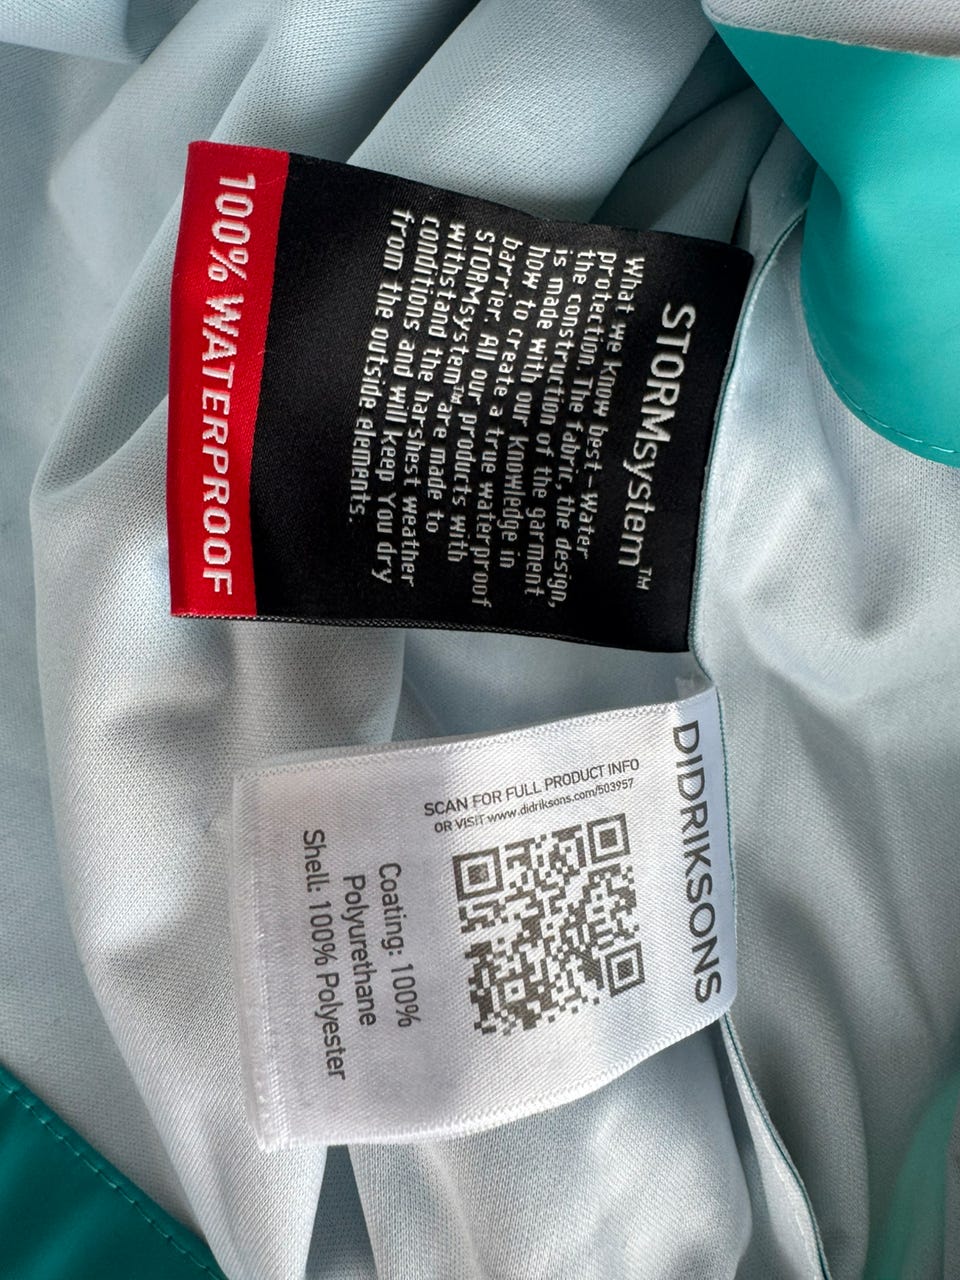 STORMsystem™
What we know best - water
protection. The fabric, the design,
the construction of the garment
is made with our knowledge in
how to create a true waterproof
barrier. All our products with
STORMsystem™ are made to
withstand the harshest weather
conditions and will keep You dry
from the outside elements.
100% WATERPROOF
DIDRIKSONS
SCAN FOR FULL PRODUCT INFO
OR VISIT www.didriksons.com/503957
Coating: 100%
Polyurethane
Shell: 100% Polyester